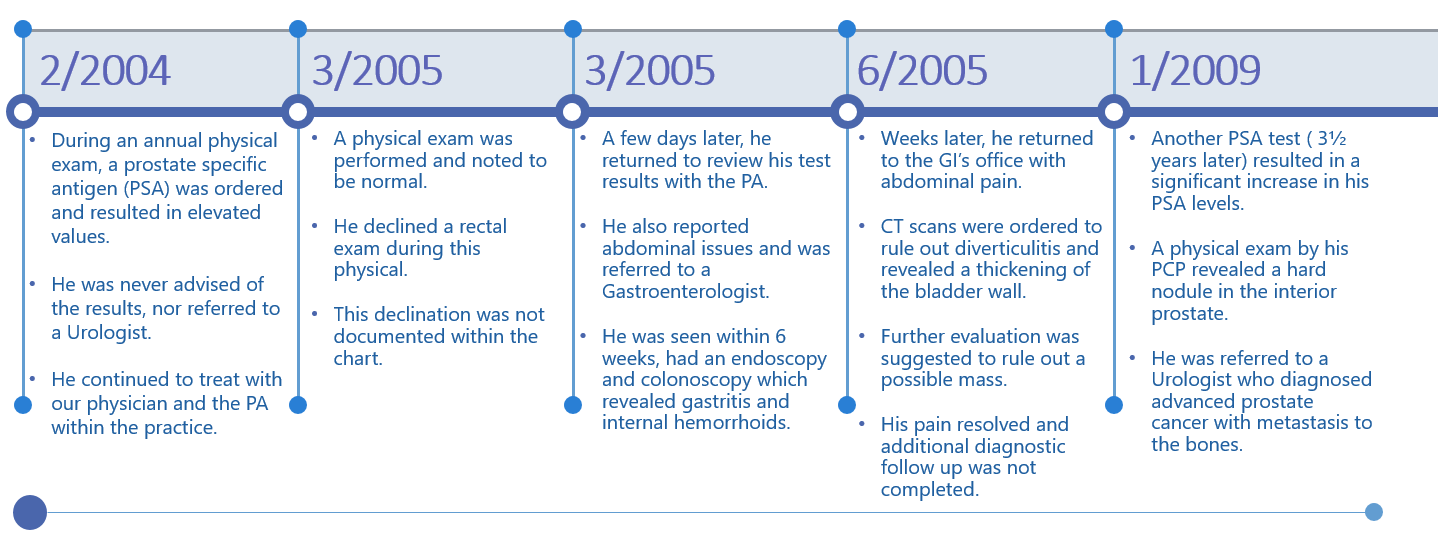 2/2004
• During an annual physical
exam, a prostate specific
antigen (PSA) was ordered
and resulted in elevated
values.
• He was never advised of
the results, nor referred to
a Urologist.
• He continued to treat with
our physician and the PA
within the practice.
3/2005
• A physical exam was
performed and noted to
be normal.
• He declined a rectal
exam during this
physical.
• This declination was not
documented within the
chart.
3/2005
• A few days later, he
returned to review his test
results with the PA.
• He also reported
abdominal issues and was
referred to a
Gastroenterologist.
• He was seen within 6
weeks, had an endoscopy
and colonoscopy which
revealed gastritis and
internal hemorrhoids.
6/2005
• Weeks later, he returned
to the GI's office with
abdominal pain.
• CT scans were ordered to
rule out diverticulitis and
revealed a thickening of
the bladder wall.
• Further evaluation was
suggested to rule out a
possible mass.
• His pain resolved and
additional diagnostic
follow up was not
completed.
1/2009
• Another PSA test ( 3½
years later) resulted in a
significant increase in his
PSA levels.
• A physical exam by his
PCP revealed a hard
nodule in the interior
prostate.
• He was referred to a
Urologist who diagnosed
advanced prostate
cancer with metastasis to
the bones.